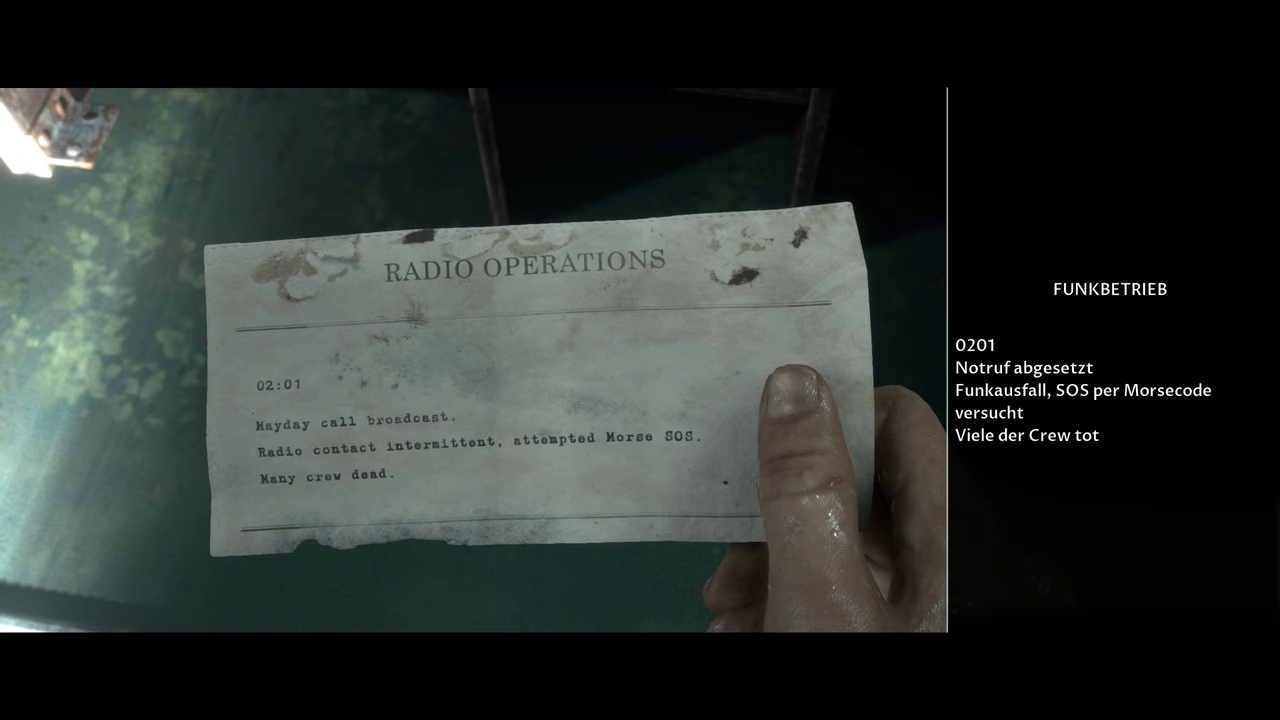 RADIO OPERATIONS
02:01
Mayday call broadcast.
Radio contact intermittent, attempted Morse SOS.
Many crew dead.
FUNKBETRIEB
0201
Notruf abgesetzt
Funkausfall, SOS per Morsecode
versucht
Viele der Crew tot